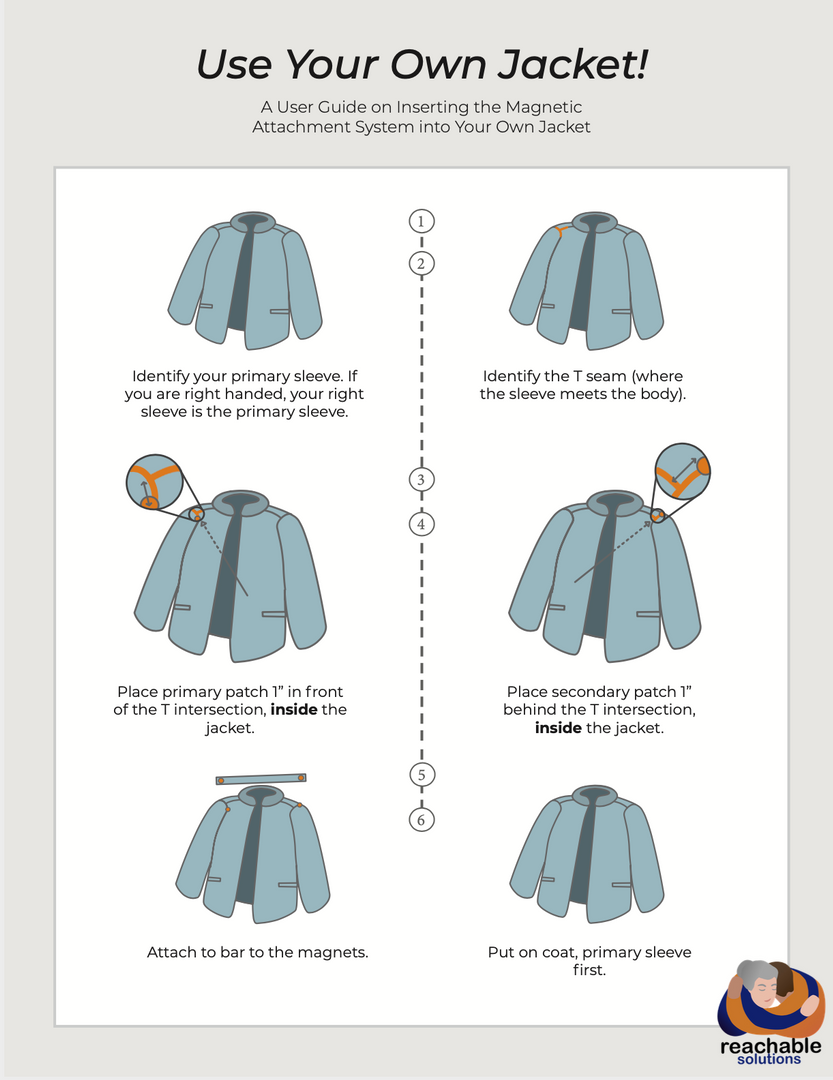 Use Your Own Jacket!
A User Guide on Inserting the Magnetic
Attachment System into Your Own Jacket
1
2
Identify your primary sleeve. If
you are right handed, your right
sleeve is the primary sleeve.
Identify the T seam (where
the sleeve meets the body).
3
4
Place primary patch 1” in front
of the T intersection, inside the
jacket.
Place secondary patch 1”
behind the T intersection,
inside the jacket.
5
6
Attach to bar to the magnets.
Put on coat, primary sleeve
first.
reachable
solutions